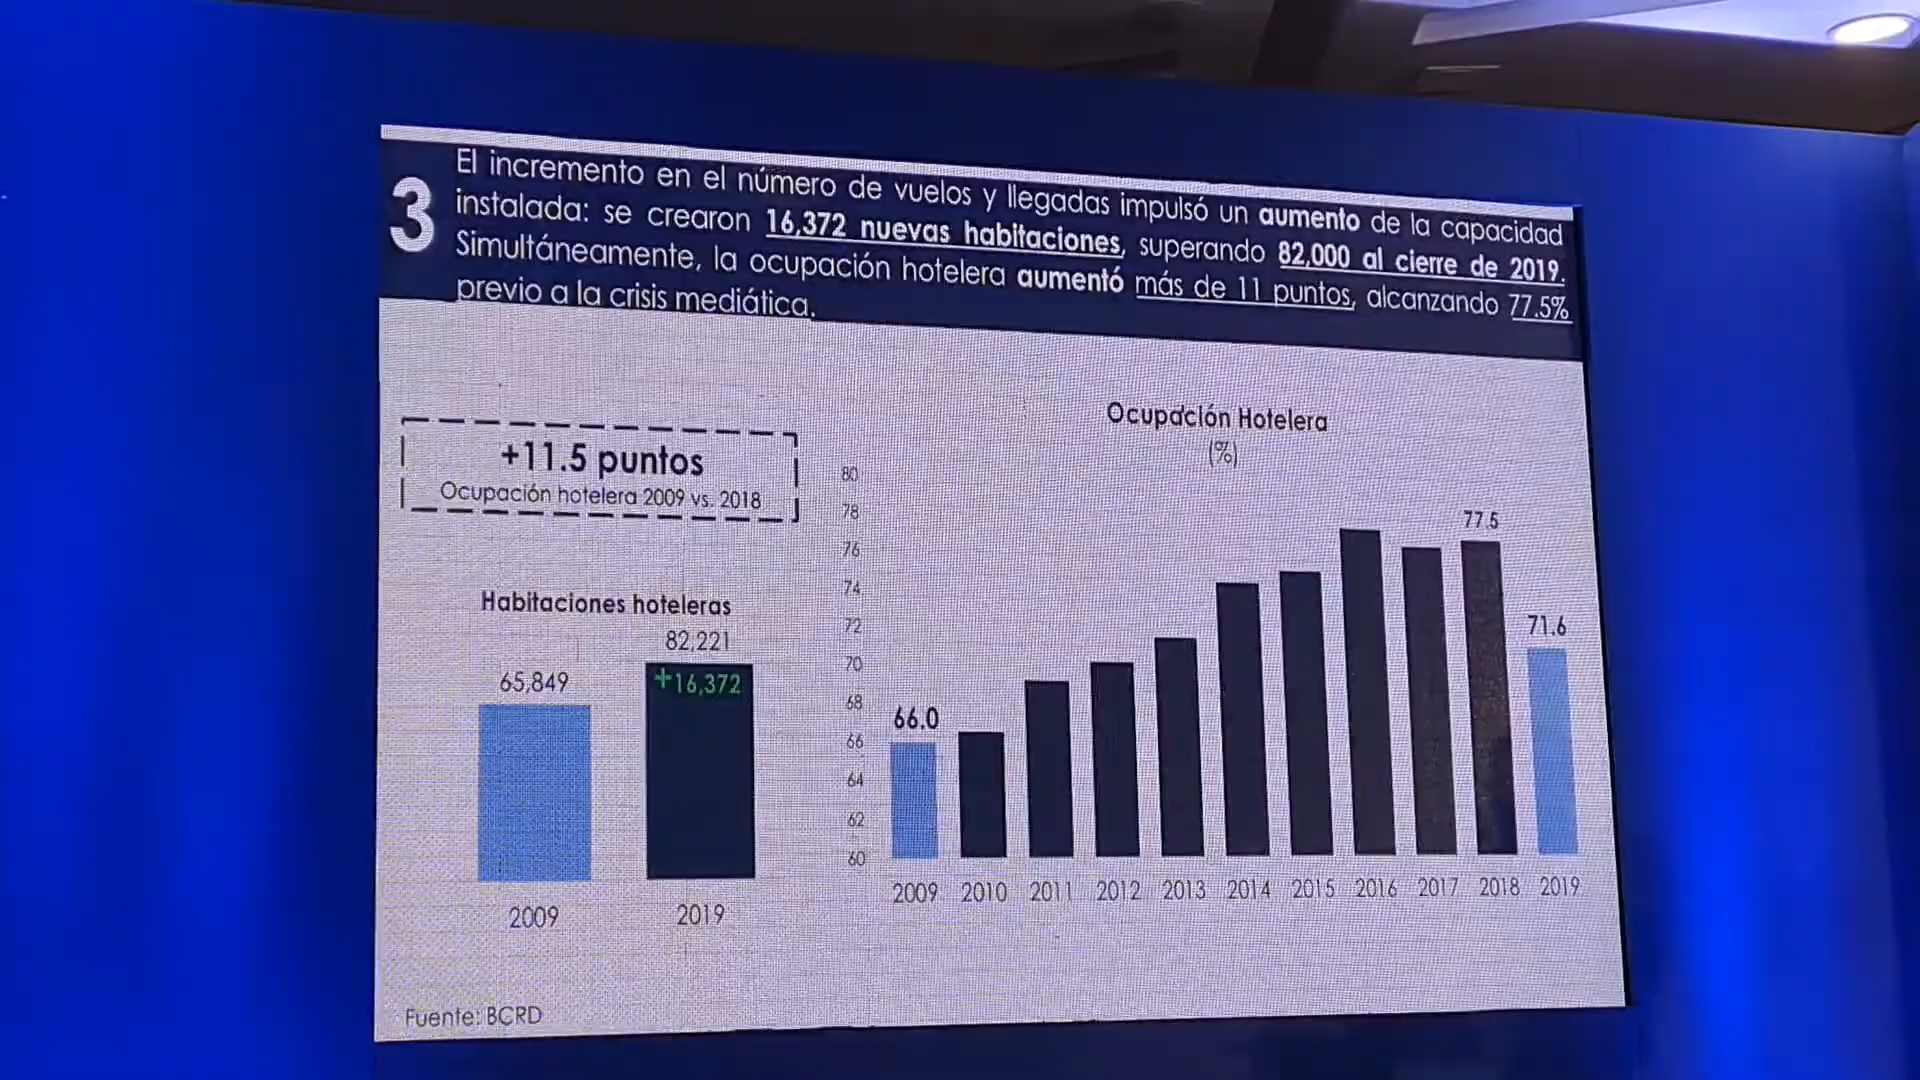 3
El incremento en el número de vuelos y llegadas impulsó un aumento de la capacidad
instalada: se crearon 16,372 nuevas habitaciones, superando 82,000 al cierre de 2019.
Simultáneamente, la ocupación hotelera aumentó más de 11 puntos, alcanzando 77.5%
previo a la crisis mediática.
+11.5 puntos
Ocupación hotelera 2009 vs. 2018
Habitaciones hoteleras
82,221
65,849
+16,372
2009 2019
Ocupación Hotelera
(%)
80
78
76
74
72
70
68
66
64
62
60
66.0
77.5
71.6
2009 2010 2011 2012 2013 2014 2015 2016 2017 2018 2019
Fuente: BCRD